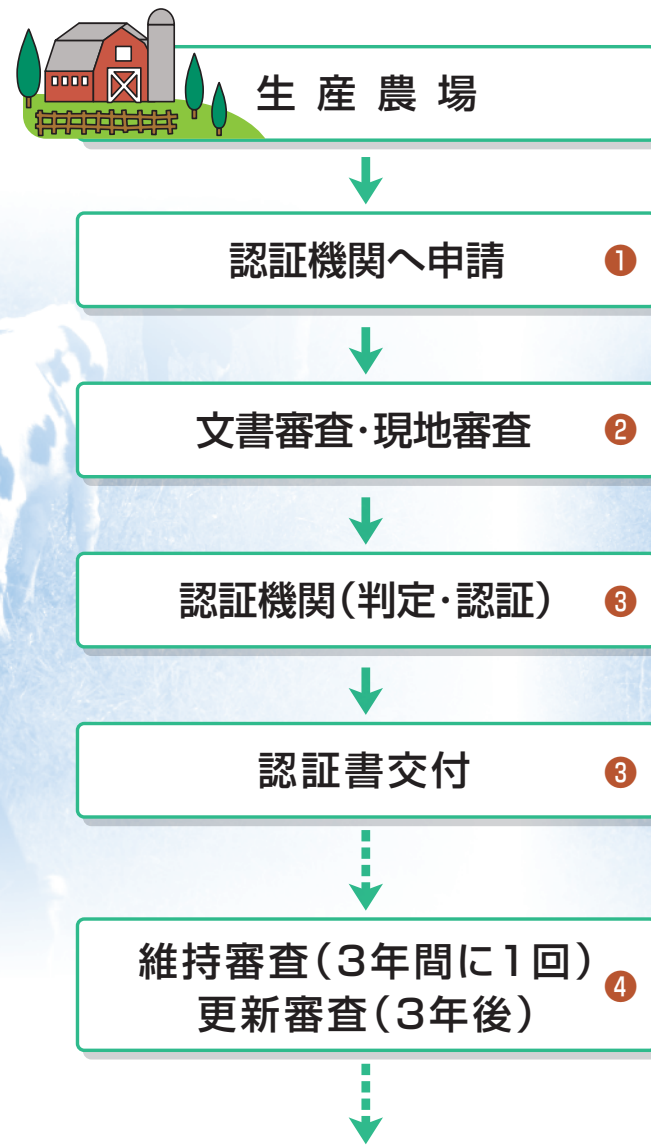 生産農場
認証機関へ申請 ❶
文書審査・現地審査 ❷
認証機関(判定・認証) ❸
認証書交付 ❸
維持審査(3年間に1回)
更新審査(3年後) ❹